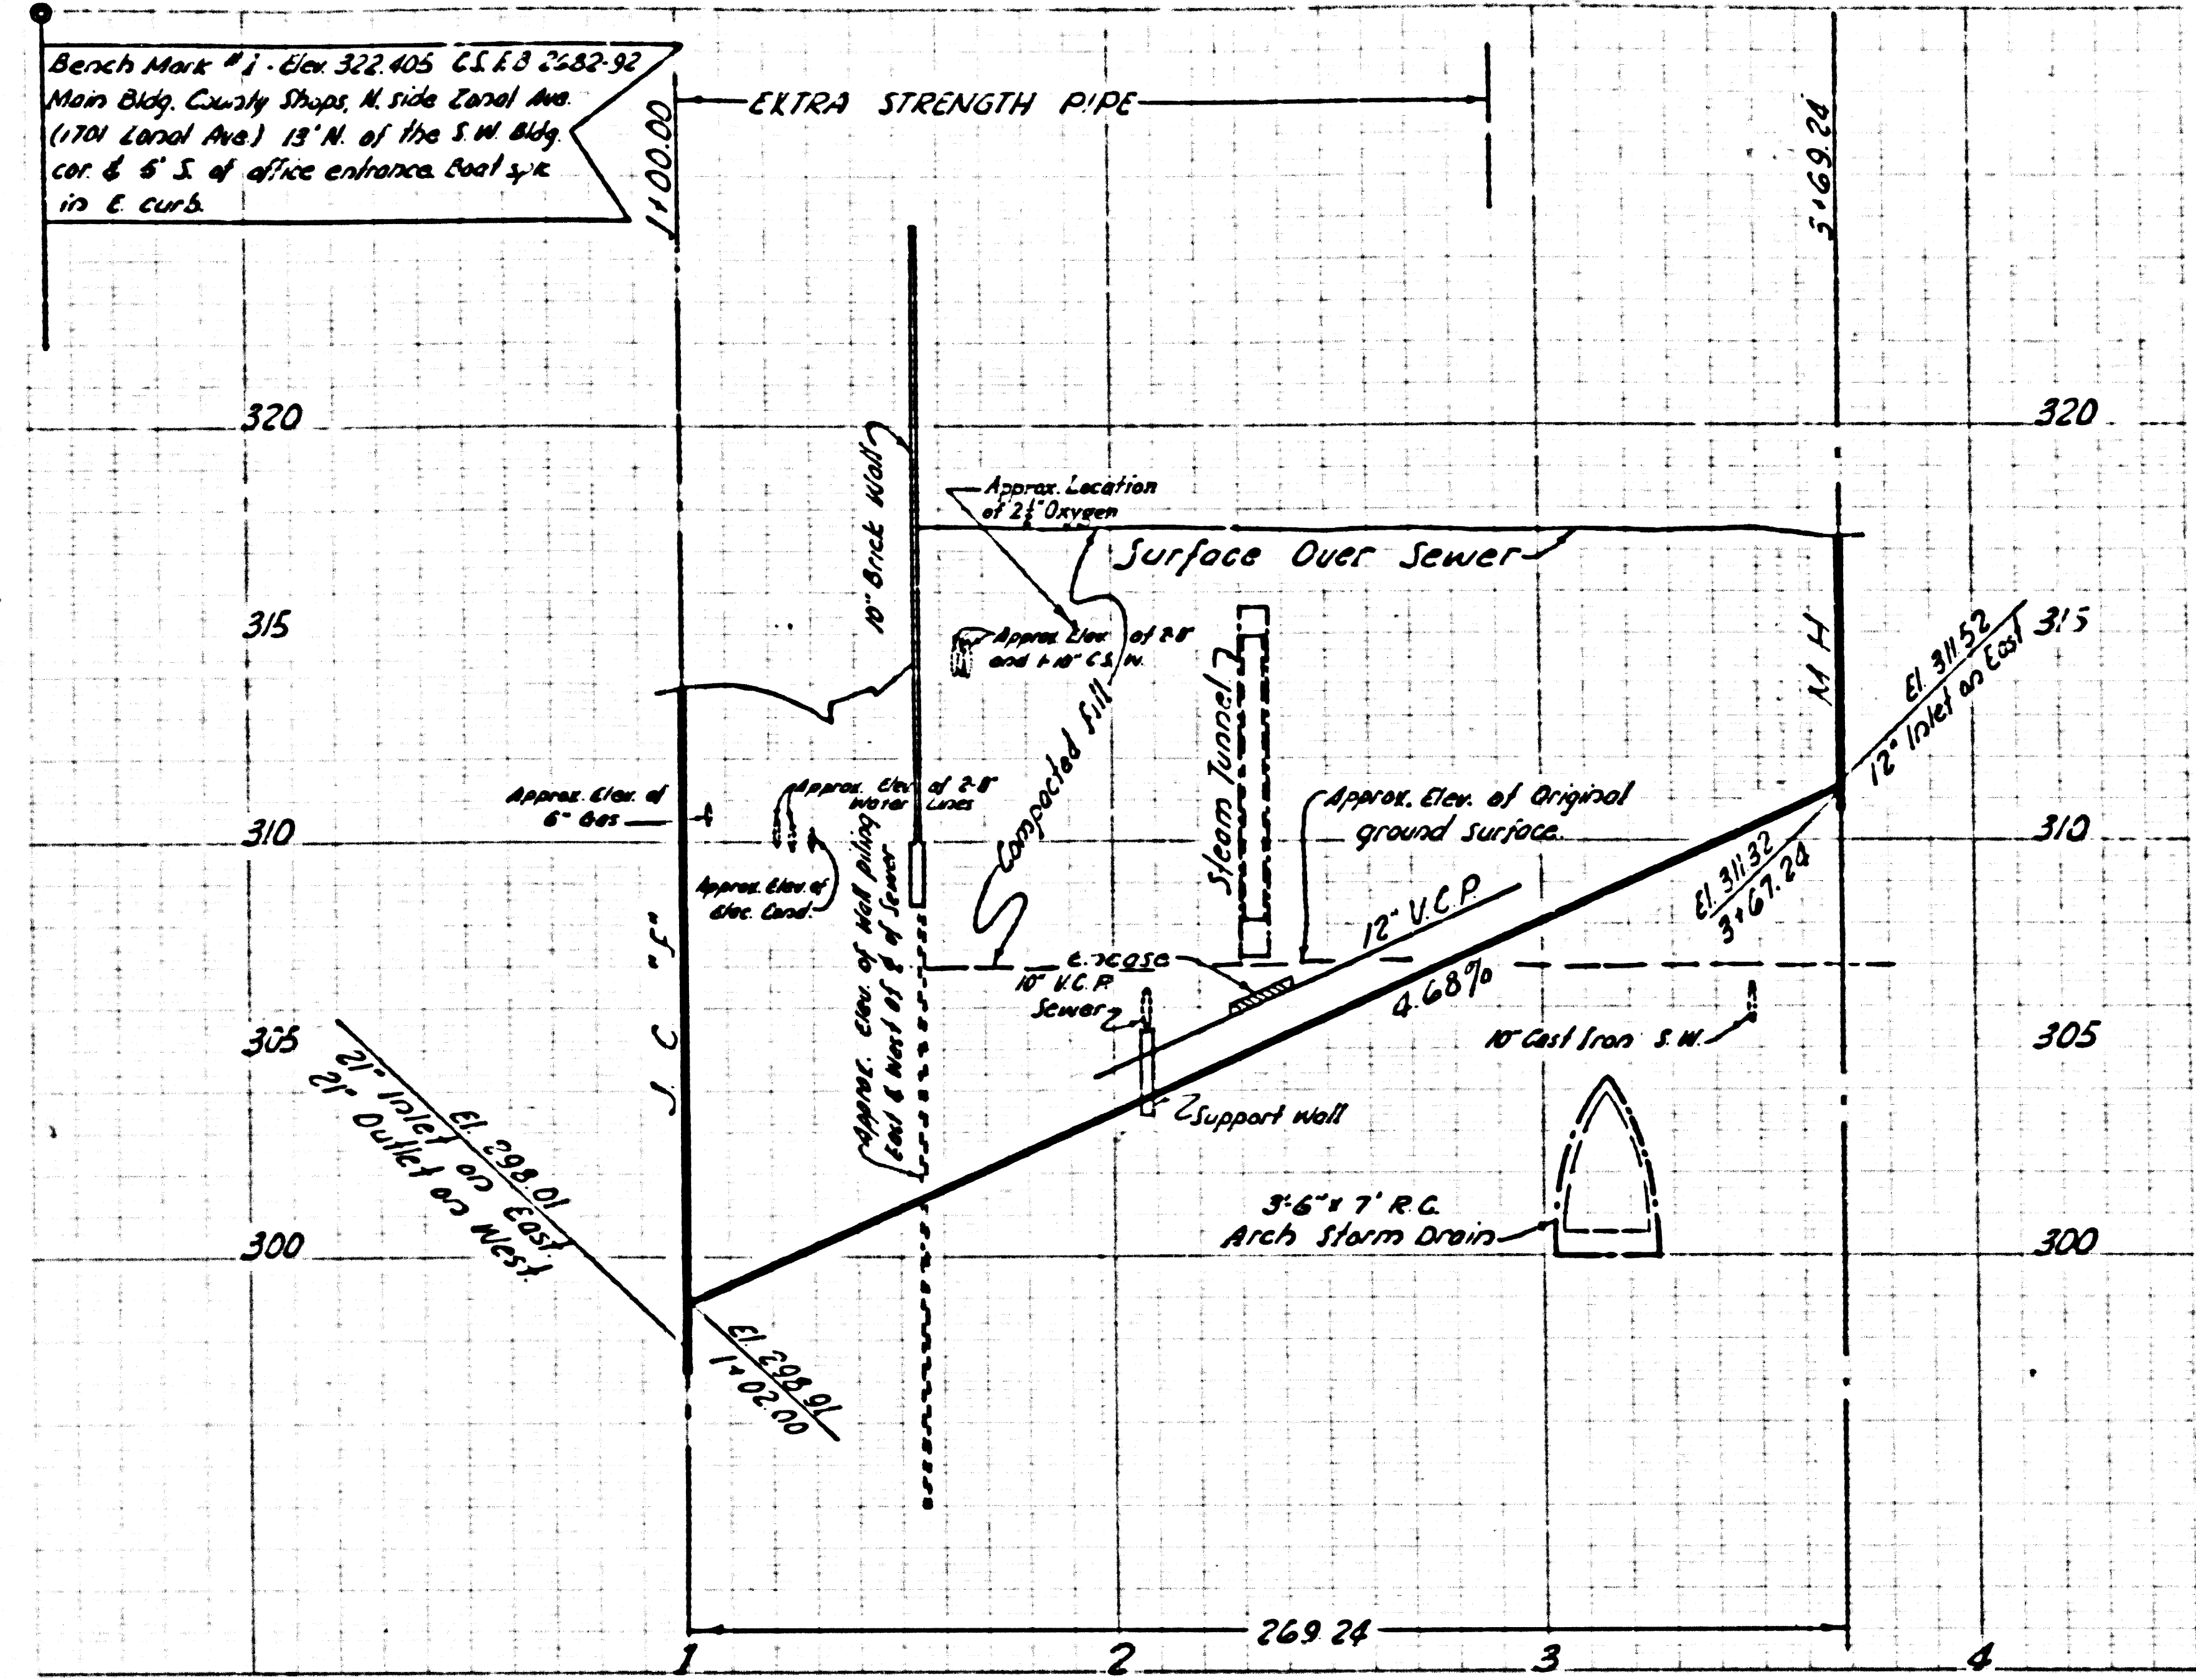 Bench Mark #1 - Elev. 322.405 C.S.F.B 2682-92
Main Bldg. County Shops, N. side Zonal Ave.
(1701 Zonal Ave.) 13' N. of the S.W. Bldg.
cor. & 5' S. of office entrance. Boat spk
in E. curb.
1+00.00
EXTRA STRENGTH PIPE
3+69.24
320
320
10" Brick Wall
Approx. Location
of 2½" Oxygen
Surface Over Sewer
315
315
Approx. Elev. of 2-8"
and 1-10" C.S. W.
Compacted Fill
Steam Tunnel
M H
El. 311.52
12" Inlet on East
Approx. Elev. of
6" Gas
Approx. Elev. of 2-8"
Water Lines
Approx. Elev. of Original
ground surface.
310
310
Approx. Elev. of
Elec. Cond.
Approx. Elev. of Wall piling
East & West of ℄ of Sewer
J. C. "F"
El. 311.32
3+67.24
12" V.C.P.
Encase
10" V.C.P.
Sewer
4.68%
10" Cast Iron S.W.
305
305
Support Wall
El. 298.01
12" Inlet on East.
21" Outlet on West.
3'-6" x 7' R.C.
Arch Storm Drain
300
300
El. 298.91
1+02.00
269.24
1 2 3 4